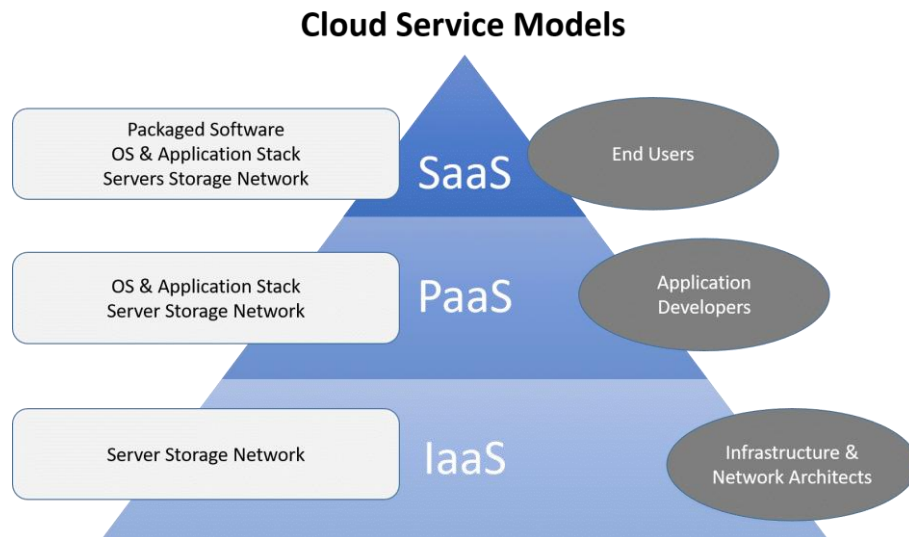 Cloud Service Models
Packaged Software
OS & Application Stack
Servers Storage Network
SaaS
End Users
OS & Application Stack
Server Storage Network
PaaS
Application
Developers
Server Storage Network
IaaS
Infrastructure &
Network Architects